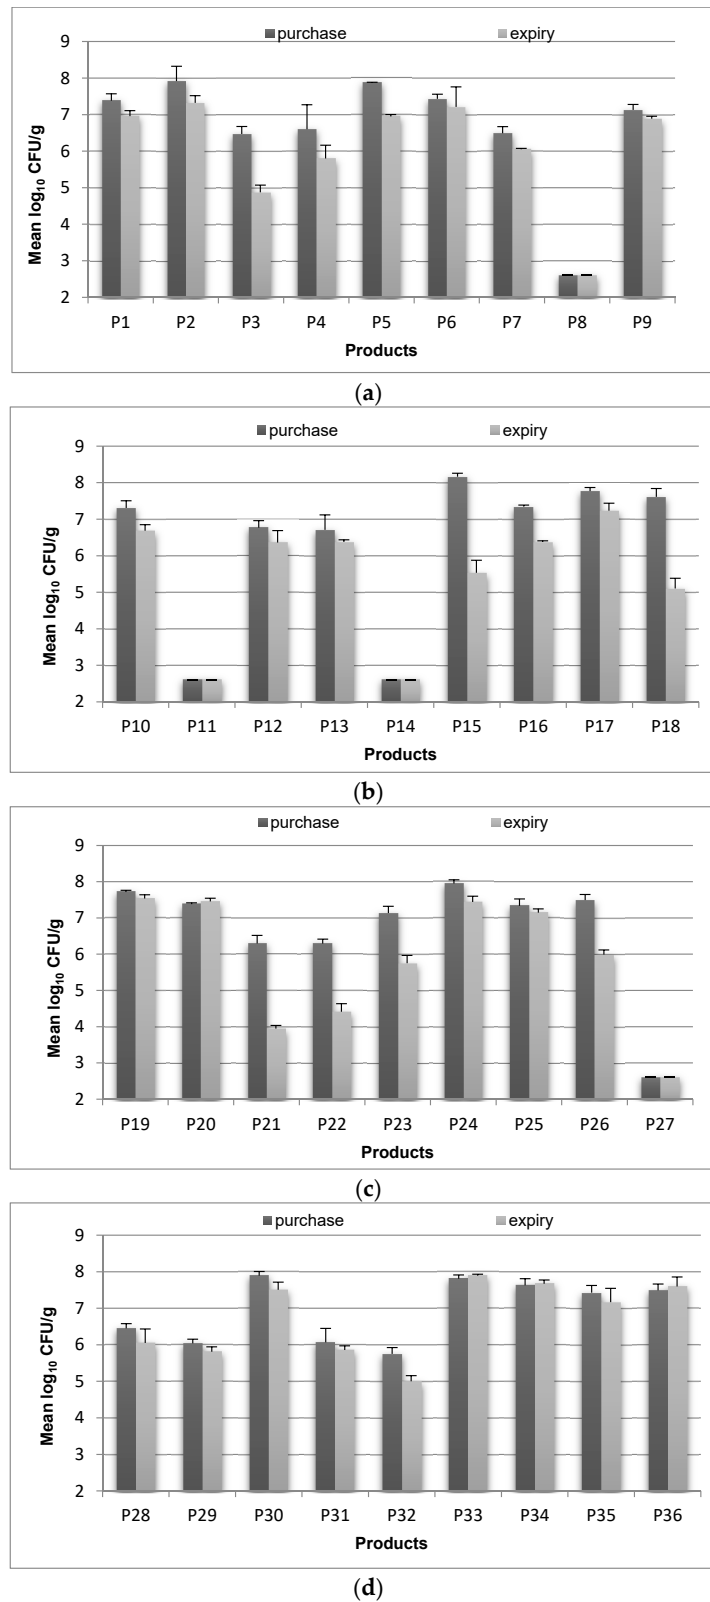 purchase expiry
9
8
7
6
5
4
3
2
Mean log10 CFU/g
P1 P2 P3 P4 P5 P6 P7 P8 P9
Products
(a)
purchase expiry
9
8
7
6
5
4
3
2
Mean log10 CFU/g
P10 P11 P12 P13 P14 P15 P16 P17 P18
Products
(b)
purchase expiry
9
8
7
6
5
4
3
2
Mean log10 CFU/g
P19 P20 P21 P22 P23 P24 P25 P26 P27
Products
(c)
purchase expiry
9
8
7
6
5
4
3
2
Mean log10 CFU/g
P28 P29 P30 P31 P32 P33 P34 P35 P36
Products
(d)